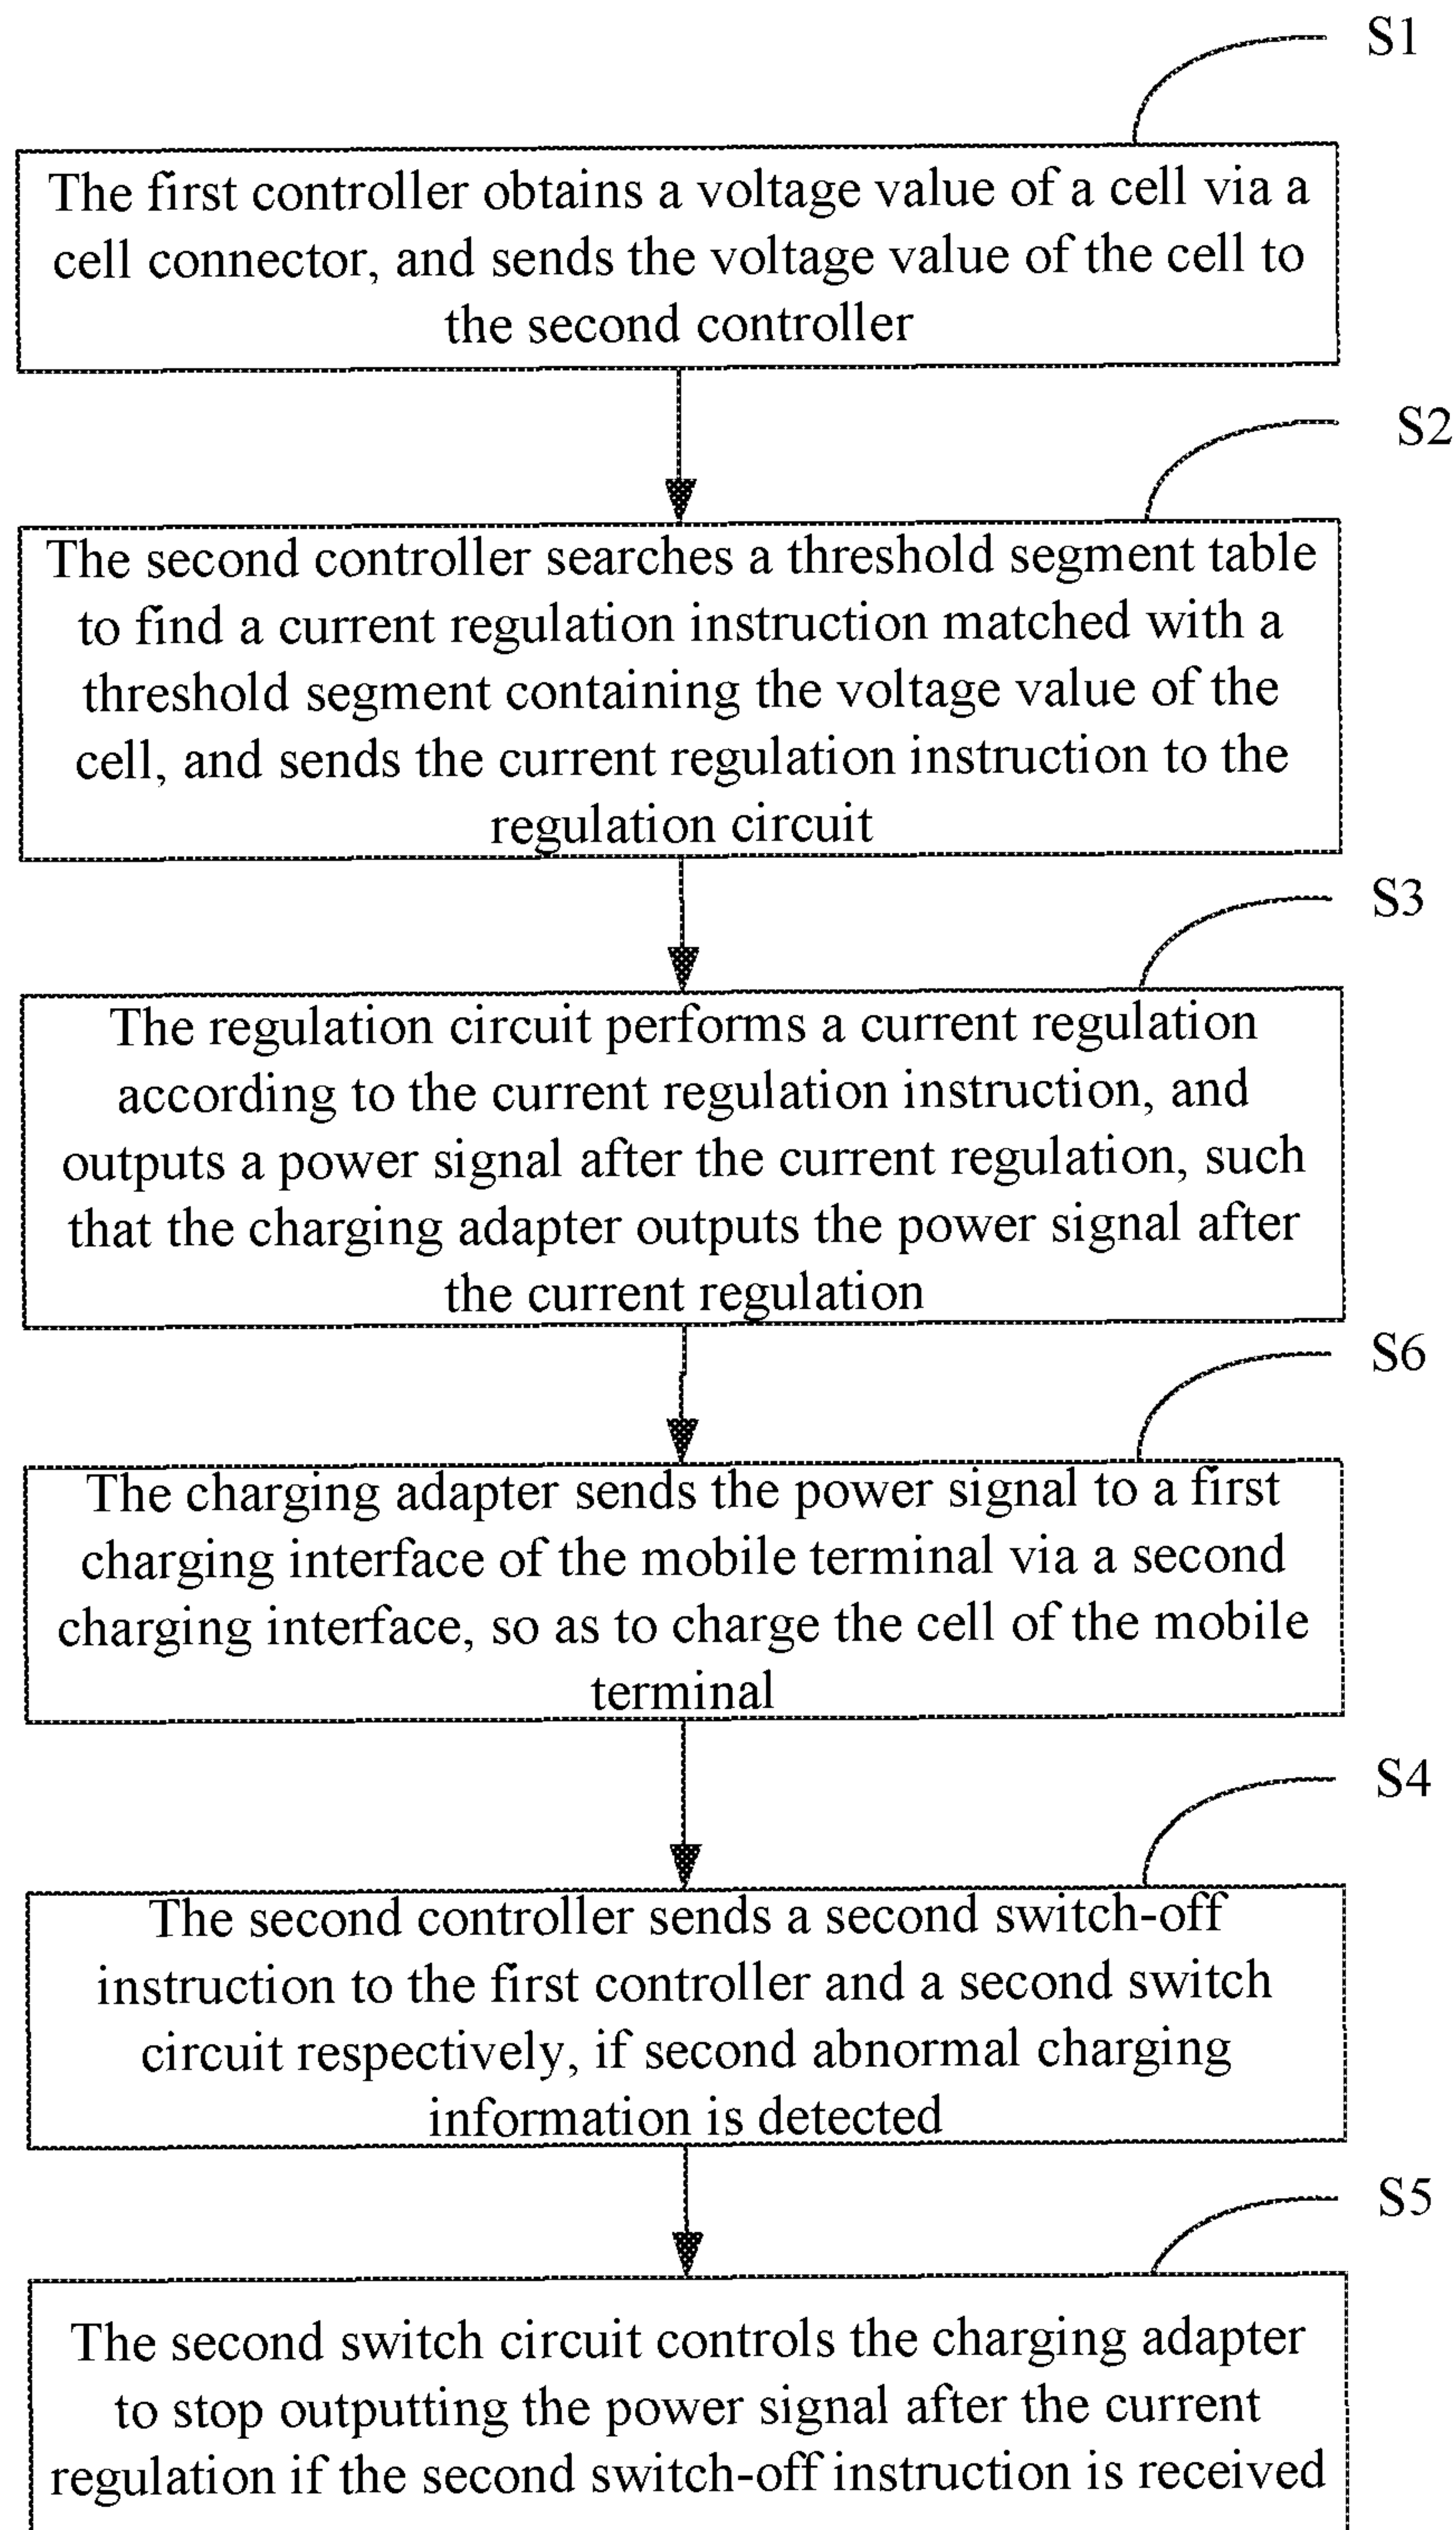 S1
The first controller obtains a voltage value of a cell via a
cell connector, and sends the voltage value of the cell to
the second controller
S2
The second controller searches a threshold segment table
to find a current regulation instruction matched with a
threshold segment containing the voltage value of the
cell, and sends the current regulation instruction to the
regulation circuit
S3
The regulation circuit performs a current regulation
according to the current regulation instruction, and
outputs a power signal after the current regulation, such
that the charging adapter outputs the power signal after
the current regulation
S6
The charging adapter sends the power signal to a first
charging interface of the mobile terminal via a second
charging interface, so as to charge the cell of the mobile
terminal
S4
The second controller sends a second switch-off
instruction to the first controller and a second switch
circuit respectively, if second abnormal charging
information is detected
S5
The second switch circuit controls the charging adapter
to stop outputting the power signal after the current
regulation if the second switch-off instruction is received